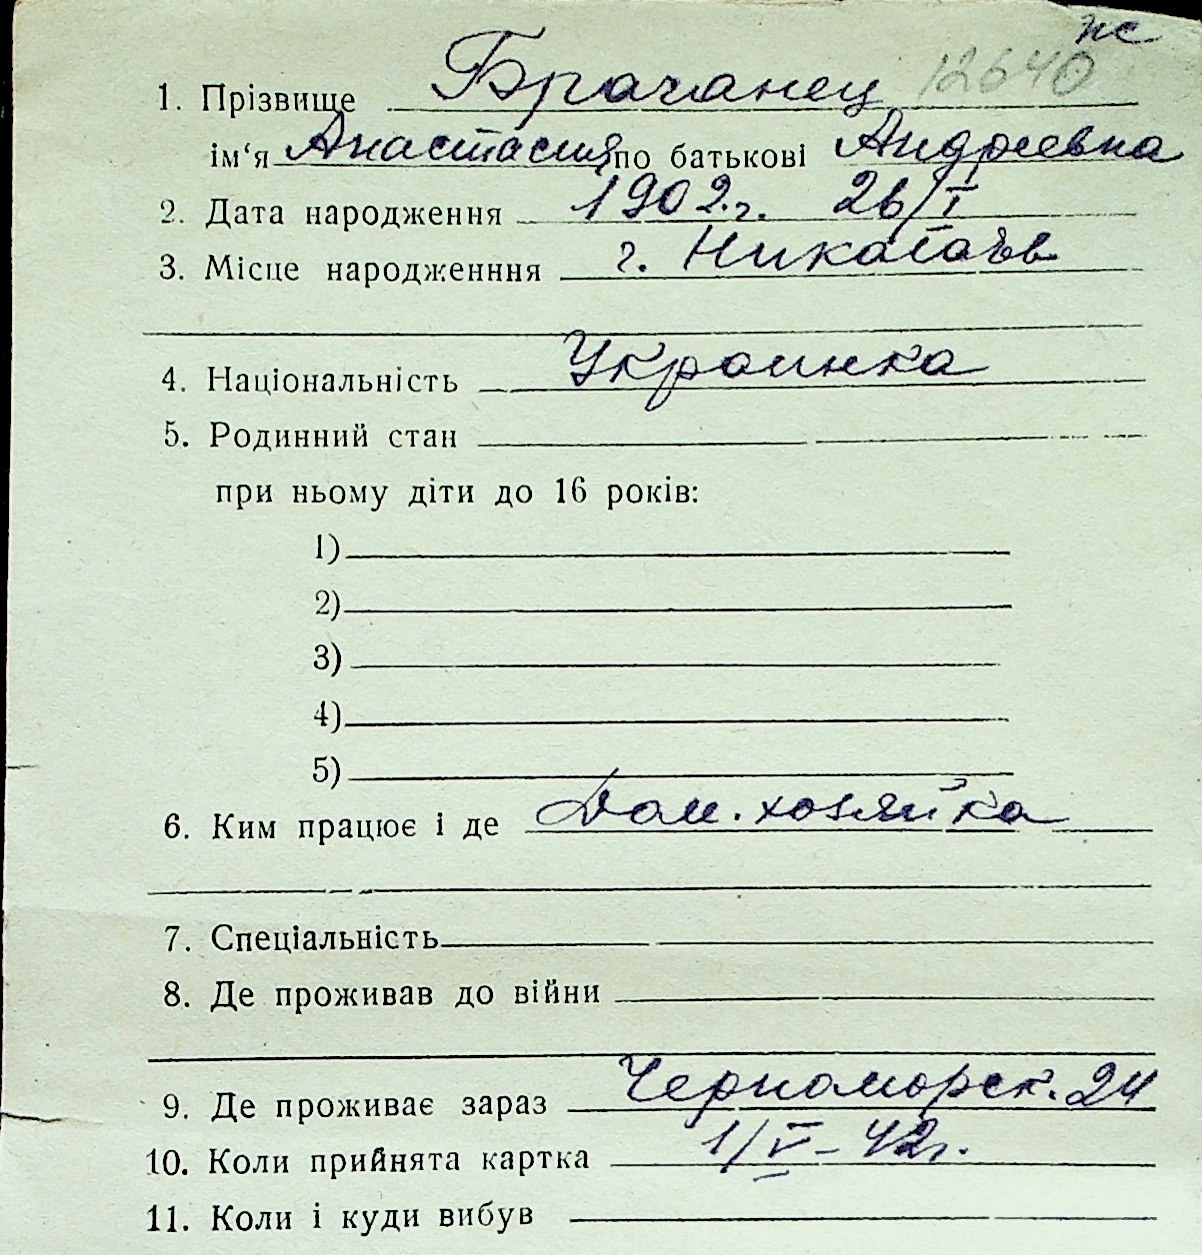 нс
1. Прізвище Брачанец 12640
ім‘я Анастасия по батькові Андреевна
2. Дата народження 1902.г. 26/I
3. Місце народженння г. Николаев
4. Національність Украинка
5. Родинний стан
при ньому діти до 16 років:
1)
2)
3)
4)
5)
6. Ким працює і де Дом. хозяйка
7. Спеціальність
8. Де проживав до війни
9. Де проживає зараз Черноморск. 24
10. Коли прийнята картка 1/V-42г.
11. Коли і куди вибув